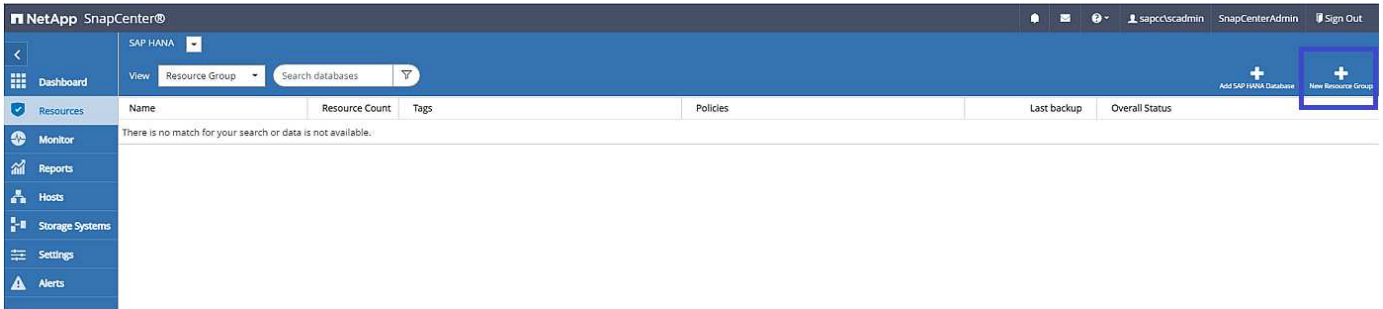 NetApp SnapCenter® sapcc\scadmin SnapCenterAdmin Sign Out
SAP HANA
View Resource Group Search databases
Add SAP HANA Database New Resource Group
Dashboard
Resources
Monitor
Reports
Hosts
Storage Systems
Settings
Alerts
Name Resource Count Tags Policies Last backup Overall Status
There is no match for your search or data is not available.